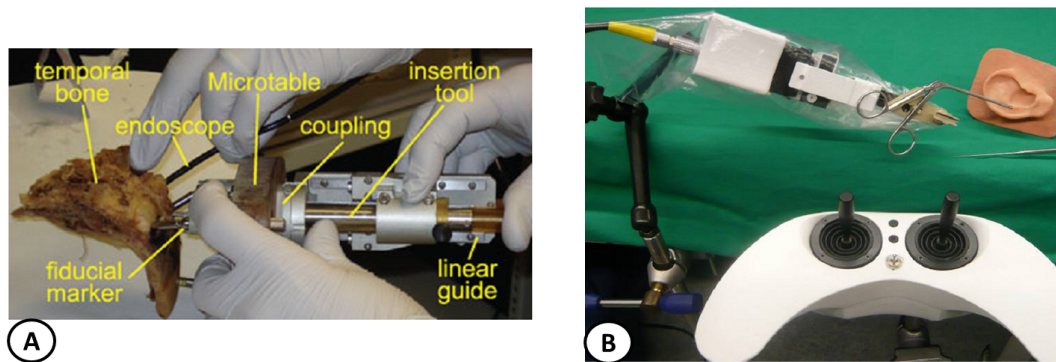 temporal
bone
Microtable
insertion
tool
endoscope
coupling
fiducial
marker
linear
guide
A
B